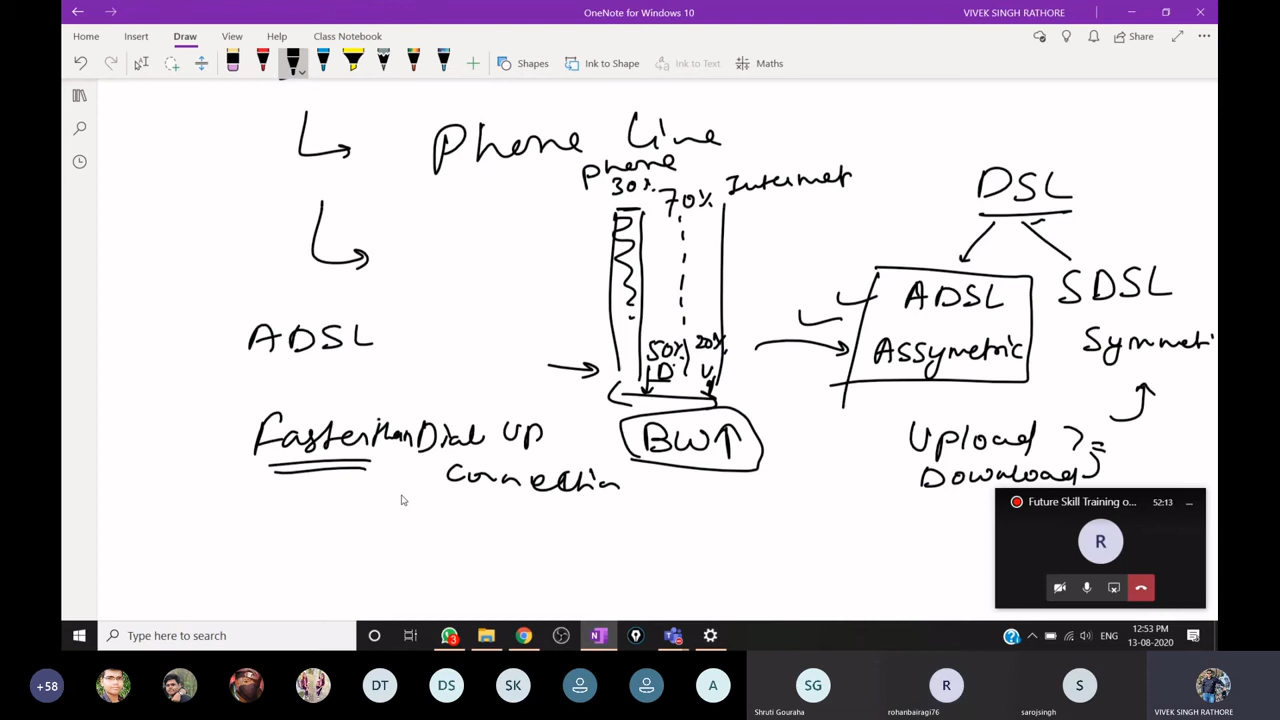 OneNote for Windows 10
VIVEK SINGH RATHORE
Home Insert Draw View Help Class Notebook
Share
Shapes
Ink to Shape
Ink to Text
Maths
Phone Line
Phone
30%
70%
Internet
DSL
ADSL
SDSL
Assymetric
Symmetri
ADSL
50%
20%
D
U
BW↑
Faster than Dial up
Connection
Upload
Download
=
Future Skill Training o...
52:13
R
Type here to search
3
ENG
12:53 PM
13-08-2020
+58
DT
DS
SK
A
SG
Shruti Gouraha
R
rohanbairagi76
S
sarojsingh
VIVEK SINGH RATHORE